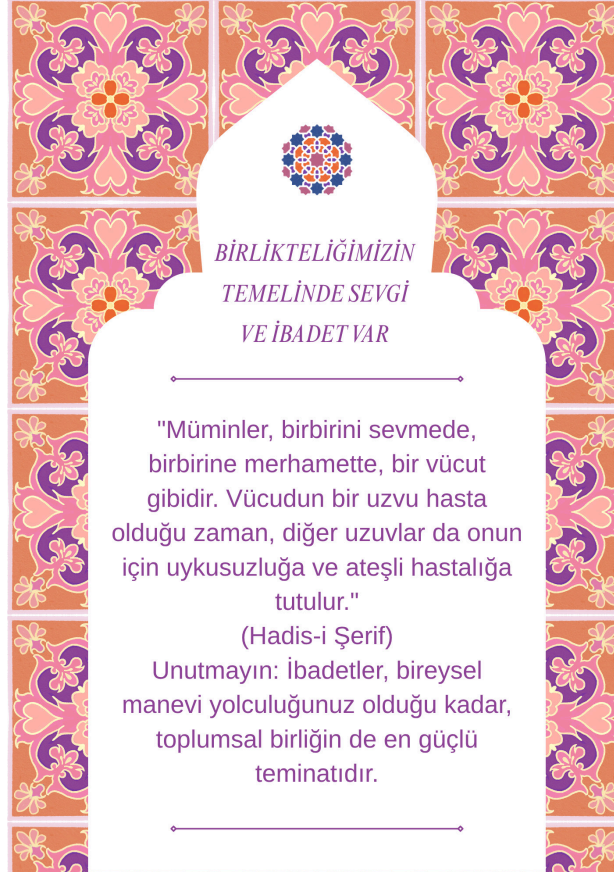 BİRLİKTELİĞİMİZİN
TEMELİNDE SEVGİ
VE İBADET VAR
"Müminler, birbirini sevmede,
birbirine merhamette, bir vücut
gibidir. Vücudun bir uzvu hasta
olduğu zaman, diğer uzuvlar da onun
için uykusuzluğa ve ateşli hastalığa
tutulur."
(Hadis-i Şerif)
Unutmayın: İbadetler, bireysel
manevi yolculuğunuz olduğu kadar,
toplumsal birliğin de en güçlü
teminatıdır.